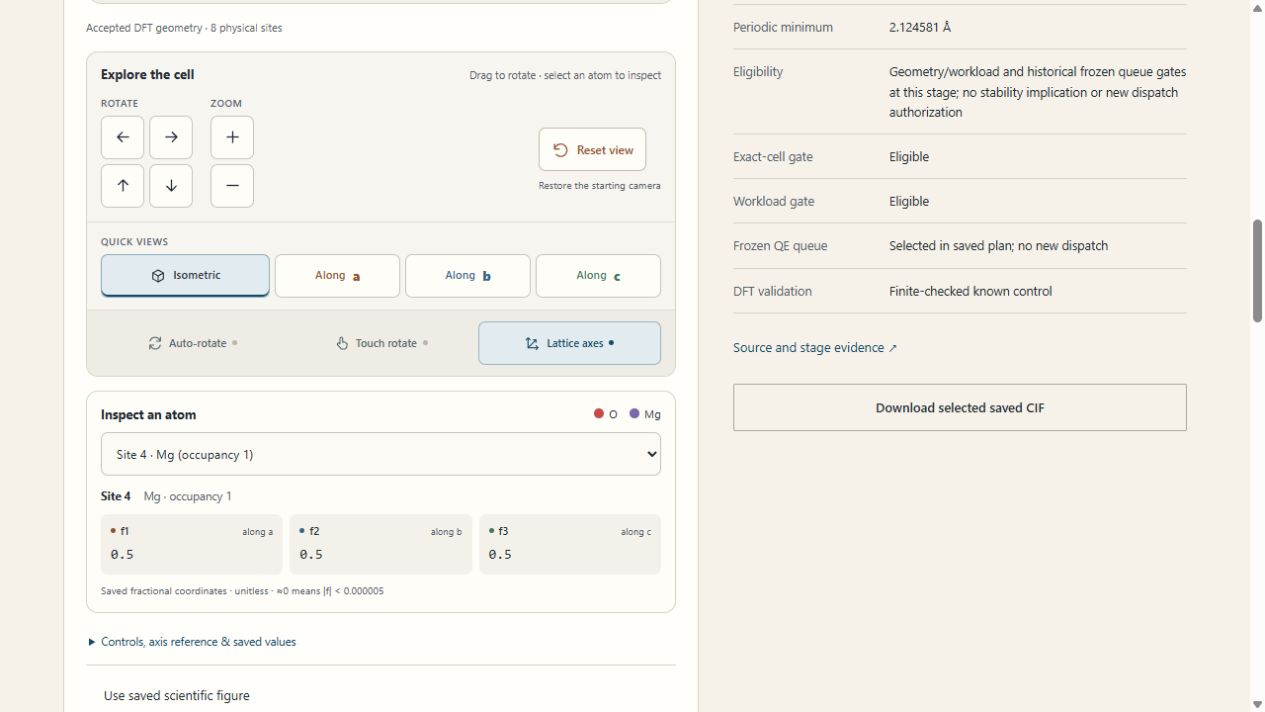 Accepted DFT geometry · 8 physical sites
Explore the cell
Drag to rotate · select an atom to inspect
ROTATE
ZOOM
← → +
Reset view
↑ ↓ −
Restore the starting camera
QUICK VIEWS
Isometric
Along a
Along b
Along c
Auto-rotate
Touch rotate
Lattice axes
Inspect an atom
O Mg
Site 4 · Mg (occupancy 1)
Site 4 Mg · occupancy 1
f1 along a
0.5
f2 along b
0.5
f3 along c
0.5
Saved fractional coordinates · unitless · ≈0 means |f| < 0.000005
Controls, axis reference & saved values
Use saved scientific figure
Periodic minimum 2.124581 Å
Eligibility Geometry/workload and historical frozen queue gates
at this stage; no stability implication or new dispatch
authorization
Exact-cell gate Eligible
Workload gate Eligible
Frozen QE queue Selected in saved plan; no new dispatch
DFT validation Finite-checked known control
Source and stage evidence ↗
Download selected saved CIF